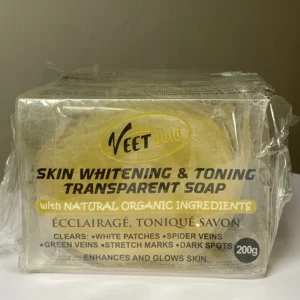 VEET gold
SKIN WHITENING & TONING
TRANSPARENT SOAP
with NATURAL ORGANIC INGREDIENTS
ÉCCLAIRAGÉ, TONIQUÉ SAVON
CLEARS: •WHITE PATCHES •SPIDER VEINS
•GREEN VEINS •STRETCH MARKS •DARK SPOTS
ENHANCES AND GLOWS SKIN.
200g